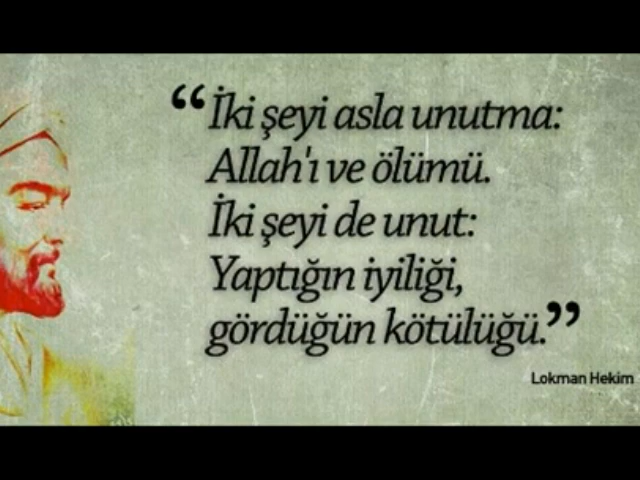 “İki şeyi asla unutma:
Allah'ı ve ölümü.
İki şeyi de unut:
Yaptığın iyiliği,
gördüğün kötülüğü.”
Lokman Hekim